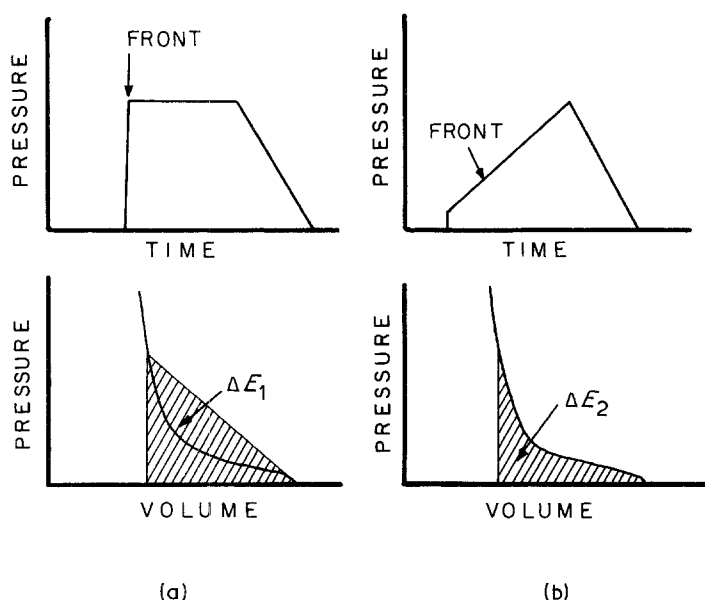 FRONT
PRESSURE
TIME
FRONT
PRESSURE
TIME
ΔE₁
PRESSURE
VOLUME
ΔE₂
PRESSURE
VOLUME
(a)
(b)